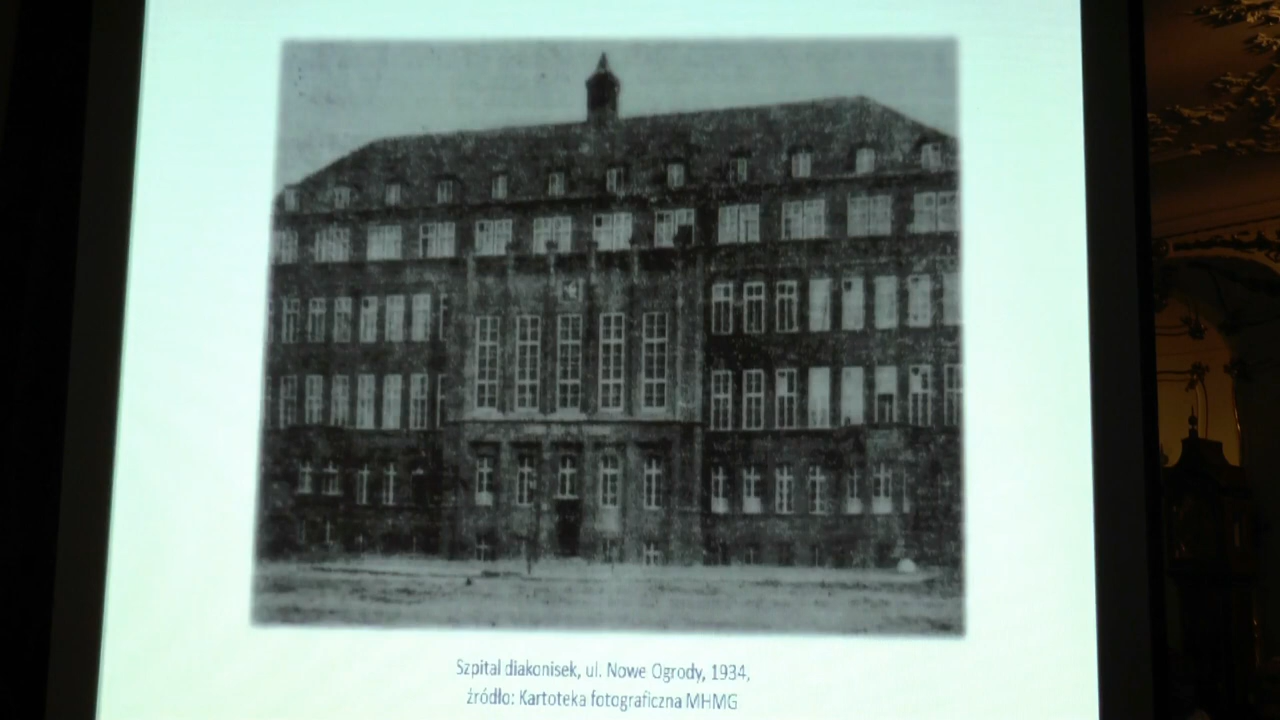 Szpital diakonisek, ul. Nowe Ogrody, 1934,
źródło: Kartoteka fotograficzna MHMG